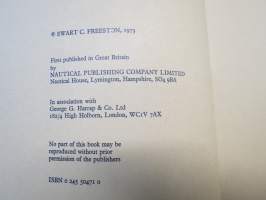 © EWART C. FREESTON, 1973
First published in Great Britain
by
NAUTICAL PUBLISHING COMPANY LIMITED
Nautical House, Lymington, Hampshire, SO4 9BA
In association with
George G. Harrap & Co. Ltd
182/4 High Holborn, London, WC1V 7AX
No part of this book may be
reproduced without prior
permission of the publishers
ISBN 0 245 50471 0